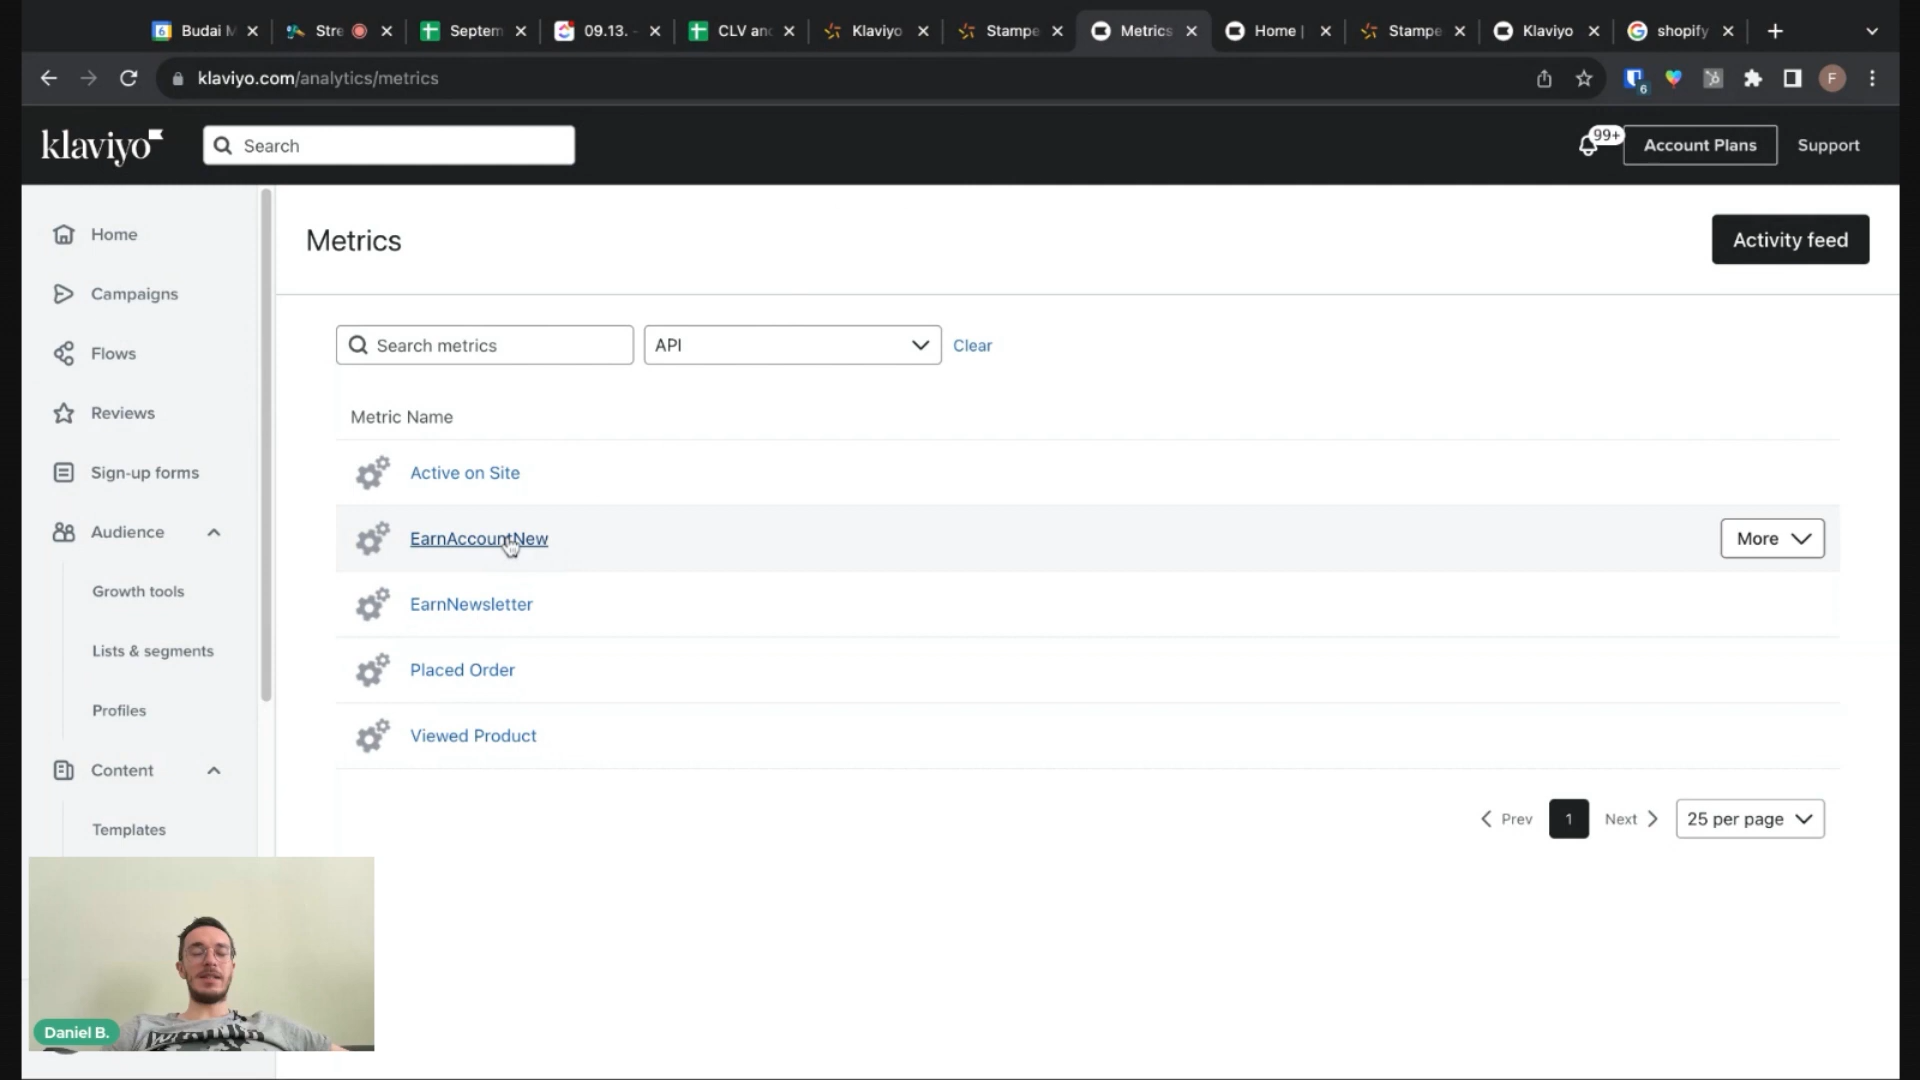 6 Budai M Stre Septem 09.13. - CLV and Klaviyo Stampe Metrics Home | Stampe Klaviyo shopify
klaviyo.com/analytics/metrics 6 F
klaviyo Search 99+ Account Plans Support
Home
Campaigns
Flows
Reviews
Sign-up forms
Audience
Growth tools
Lists & segments
Profiles
Content
Templates
Metrics
Activity feed
Search metrics API Clear
Metric Name
Active on Site
EarnAccountNew More
EarnNewsletter
Placed Order
Viewed Product
Prev 1 Next 25 per page
Daniel B.